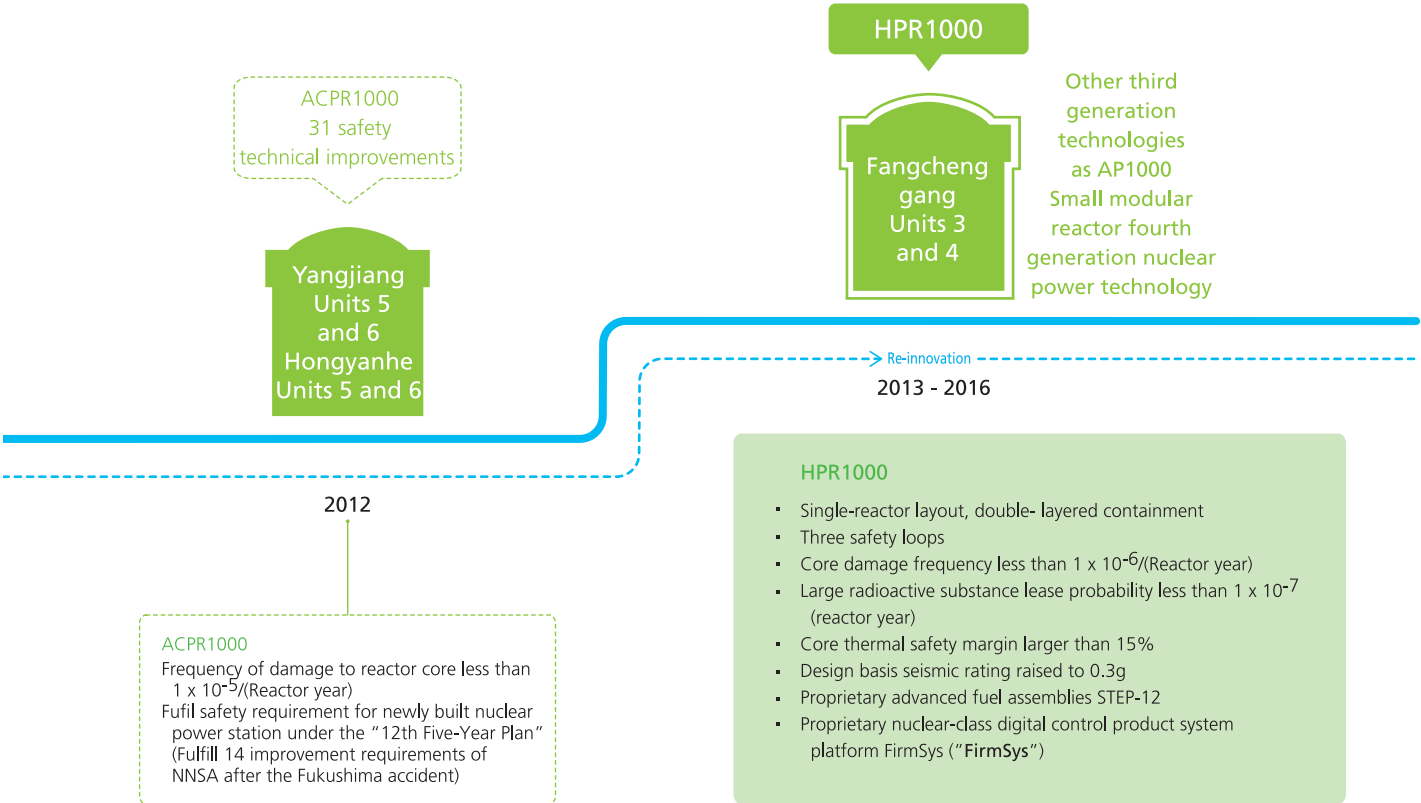 ACPR1000
31 safety
technical improvements
Yangjiang
Units 5
and 6
Hongyanhe
Units 5 and 6
2012
ACPR1000
Frequency of damage to reactor core less than
1 x 10-5/(Reactor year)
Fufil safety requirement for newly built nuclear
power station under the "12th Five-Year Plan"
(Fulfill 14 improvement requirements of
NNSA after the Fukushima accident)
HPR1000
Fangcheng
gang
Units 3
and 4
Other third
generation
technologies
as AP1000
Small modular
reactor fourth
generation nuclear
power technology
Re-innovation
2013 - 2016
HPR1000
▪ Single-reactor layout, double- layered containment
▪ Three safety loops
▪ Core damage frequency less than 1 x 10-6/(Reactor year)
▪ Large radioactive substance lease probability less than 1 x 10-7
(reactor year)
▪ Core thermal safety margin larger than 15%
▪ Design basis seismic rating raised to 0.3g
▪ Proprietary advanced fuel assemblies STEP-12
▪ Proprietary nuclear-class digital control product system
platform FirmSys ("FirmSys")